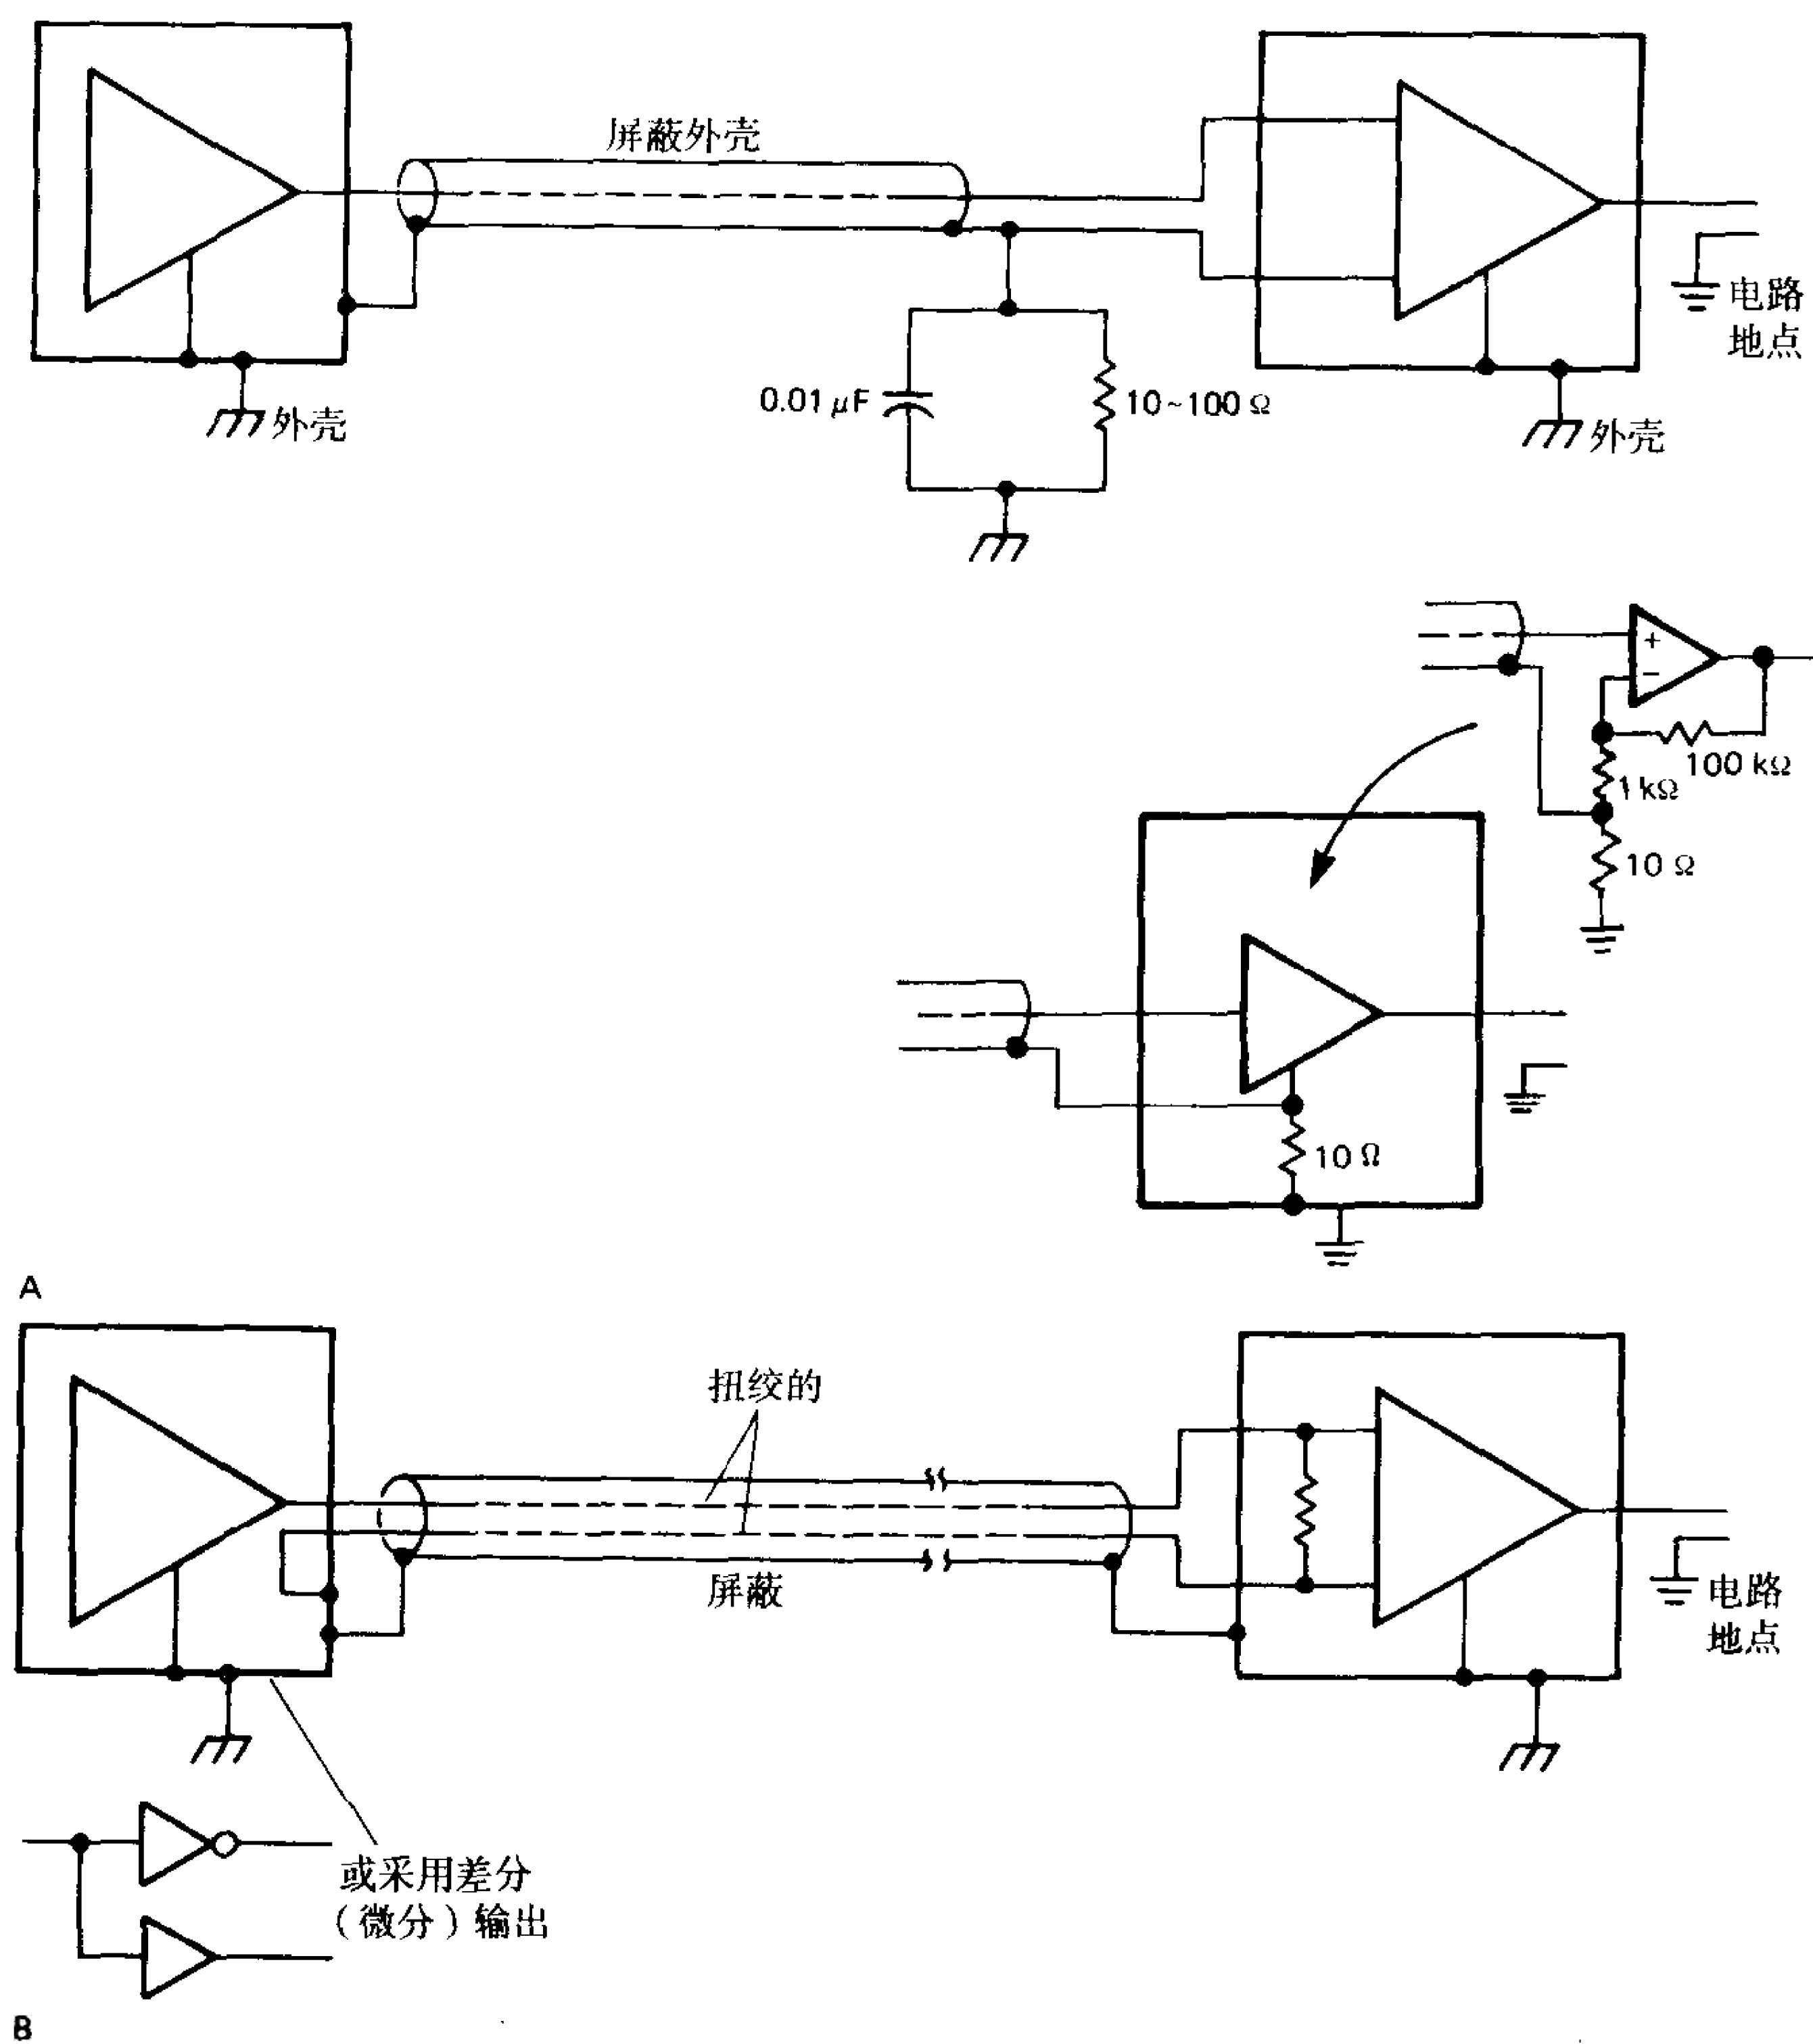 屏蔽外壳
电路
地点
0.01 μF
10~100 Ω
外壳
外壳
+
−
100 kΩ
1 kΩ
10 Ω
10 Ω
A
扭绞的
屏蔽
电路
地点
或采用差分
（微分）输出
B